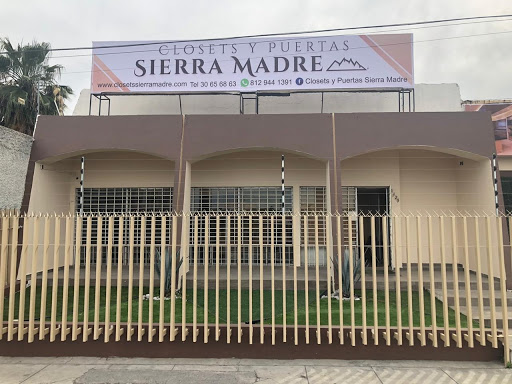 CLOSETS Y PUERTAS
SIERRA MADRE
www.closetssierramadre.com Tel 30 65 68 63 812 944 1391 Closets y Puertas Sierra Madre